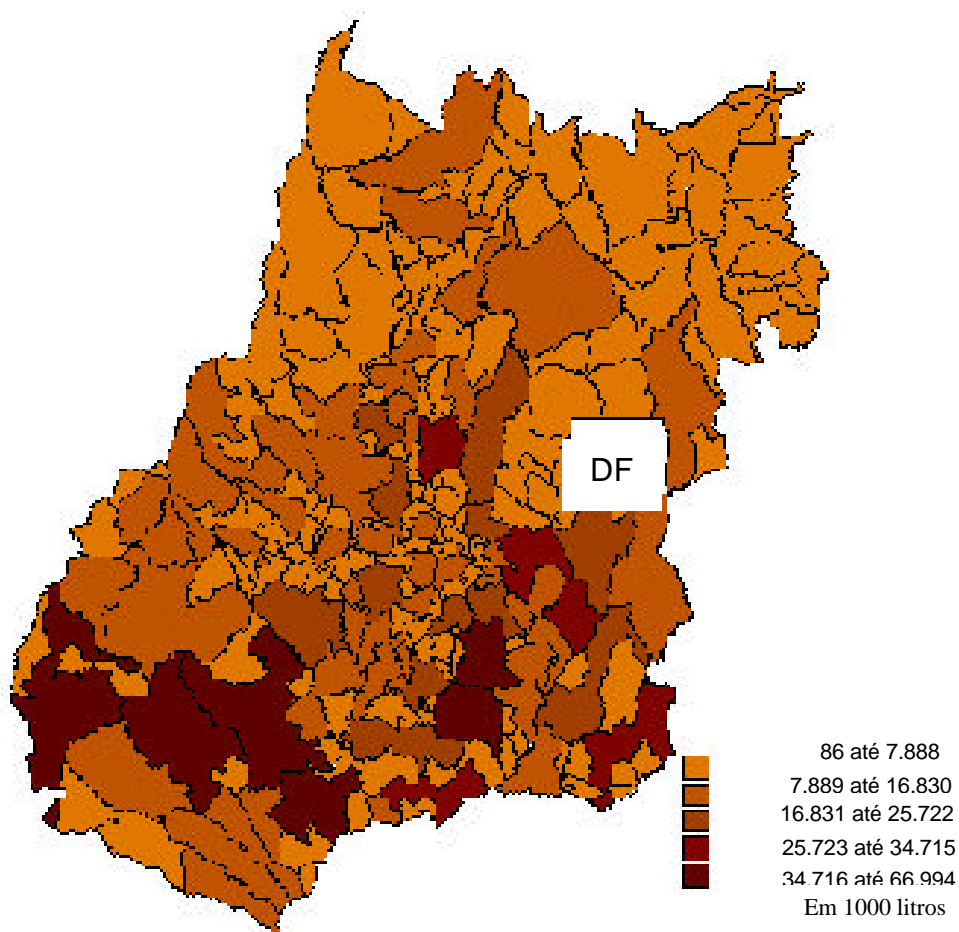 DF
86 até 7.888
7.889 até 16.830
16.831 até 25.722
25.723 até 34.715
34.716 até 66.994
Em 1000 litros